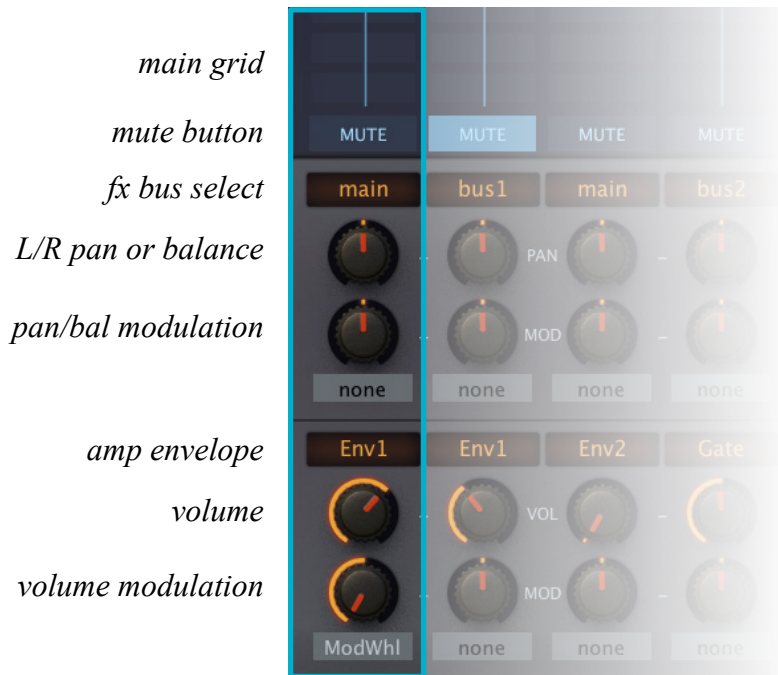 main grid
mute button MUTE MUTE MUTE MUTE
fx bus select main bus1 main bus2
L/R pan or balance PAN
pan/bal modulation MOD
none none none none
amp envelope Env1 Env1 Env2 Gate
volume VOL
volume modulation MOD
ModWhl none none none